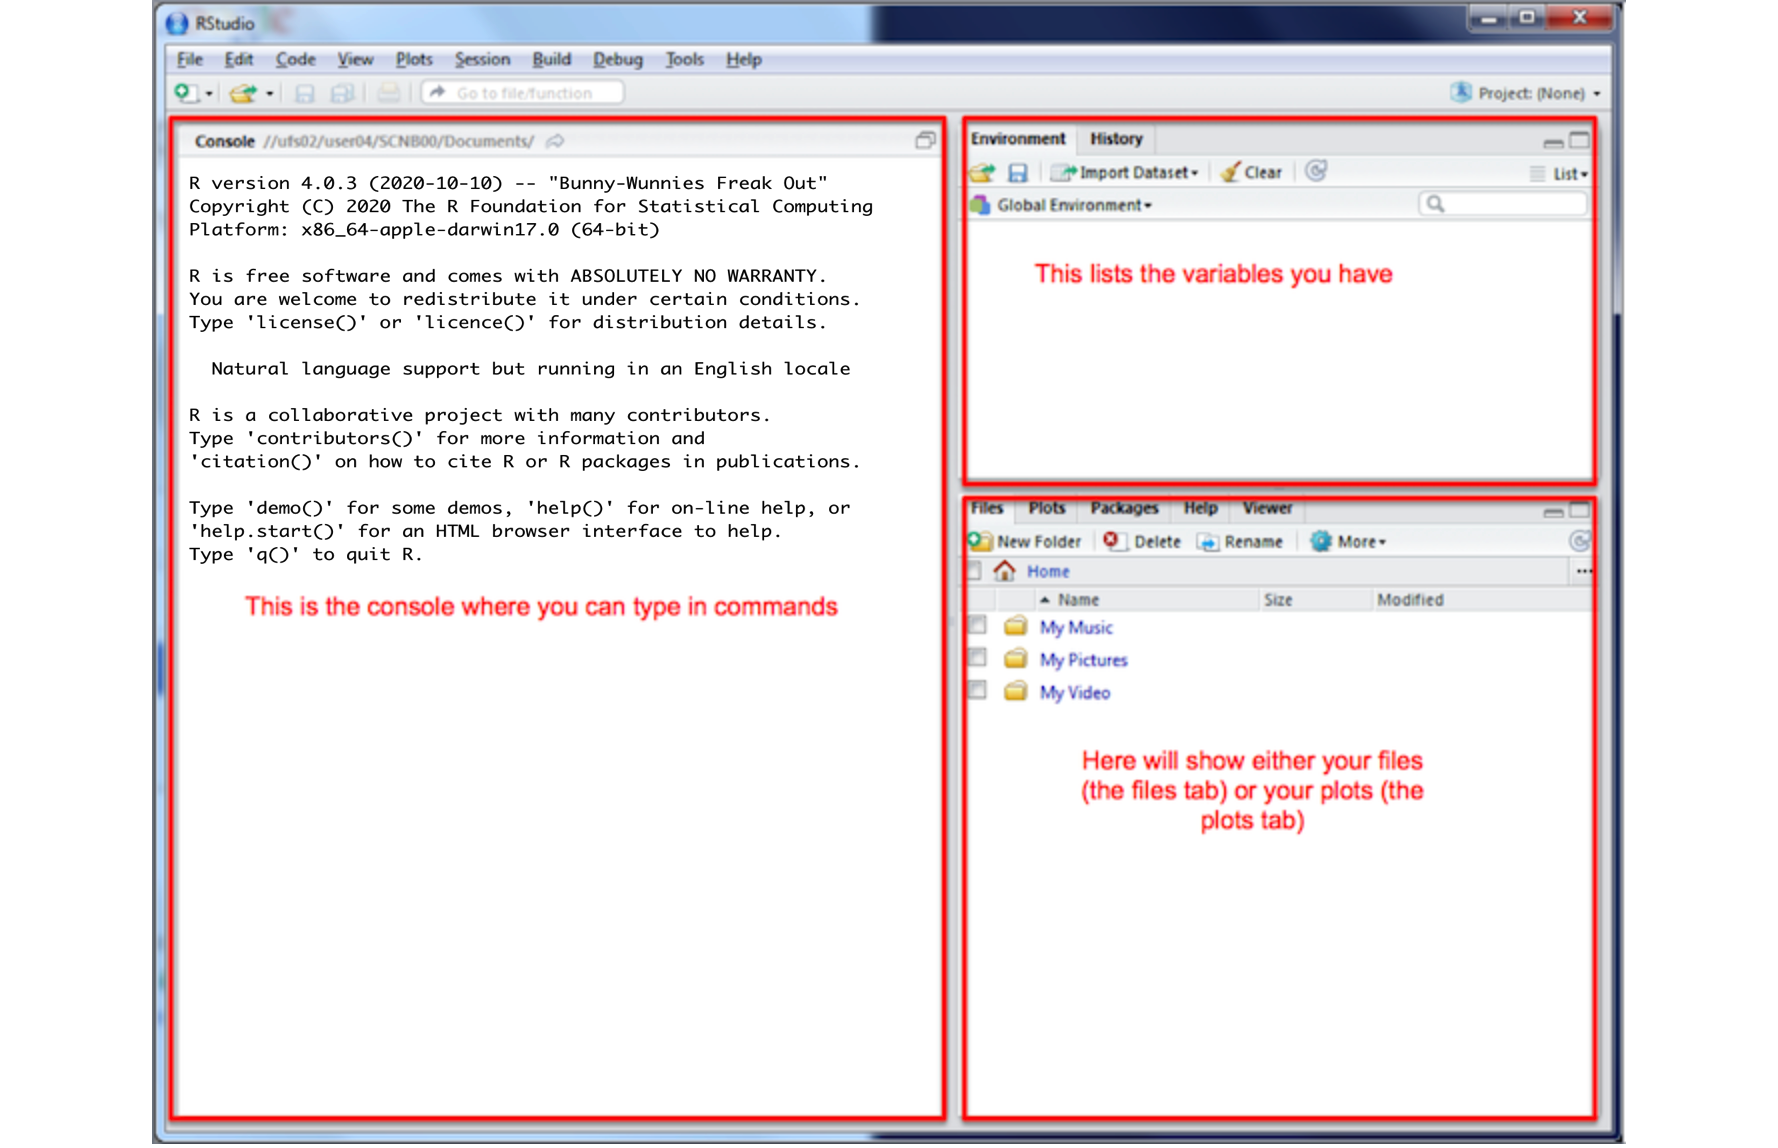 RStudio
File Edit Code View Plots Session Build Debug Tools Help
Go to file/function
Project: (None)
Console //ufs02/user04/SCNB00/Documents/
R version 4.0.3 (2020-10-10) -- "Bunny-Wunnies Freak Out"
Copyright (C) 2020 The R Foundation for Statistical Computing
Platform: x86_64-apple-darwin17.0 (64-bit)
R is free software and comes with ABSOLUTELY NO WARRANTY.
You are welcome to redistribute it under certain conditions.
Type 'license()' or 'licence()' for distribution details.
Natural language support but running in an English locale
R is a collaborative project with many contributors.
Type 'contributors()' for more information and
'citation()' on how to cite R or R packages in publications.
Type 'demo()' for some demos, 'help()' for on-line help, or
'help.start()' for an HTML browser interface to help.
Type 'q()' to quit R.
This is the console where you can type in commands
Environment History
Import Dataset Clear List
Global Environment
This lists the variables you have
Files Plots Packages Help Viewer
New Folder Delete Rename More
Home ...
Name Size Modified
My Music
My Pictures
My Video
Here will show either your files
(the files tab) or your plots (the
plots tab)